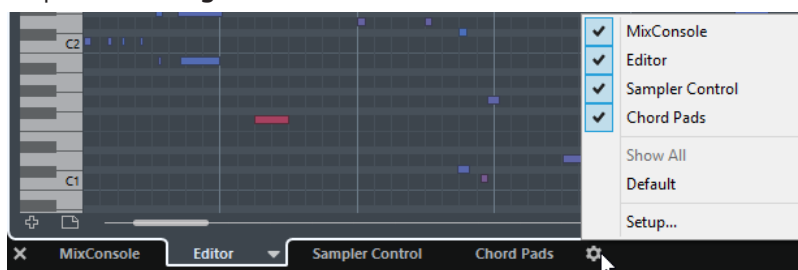 MixConsole
Editor
Sampler Control
Chord Pads
Show All
Default
Setup...
C2
C1
MixConsole Editor Sampler Control Chord Pads